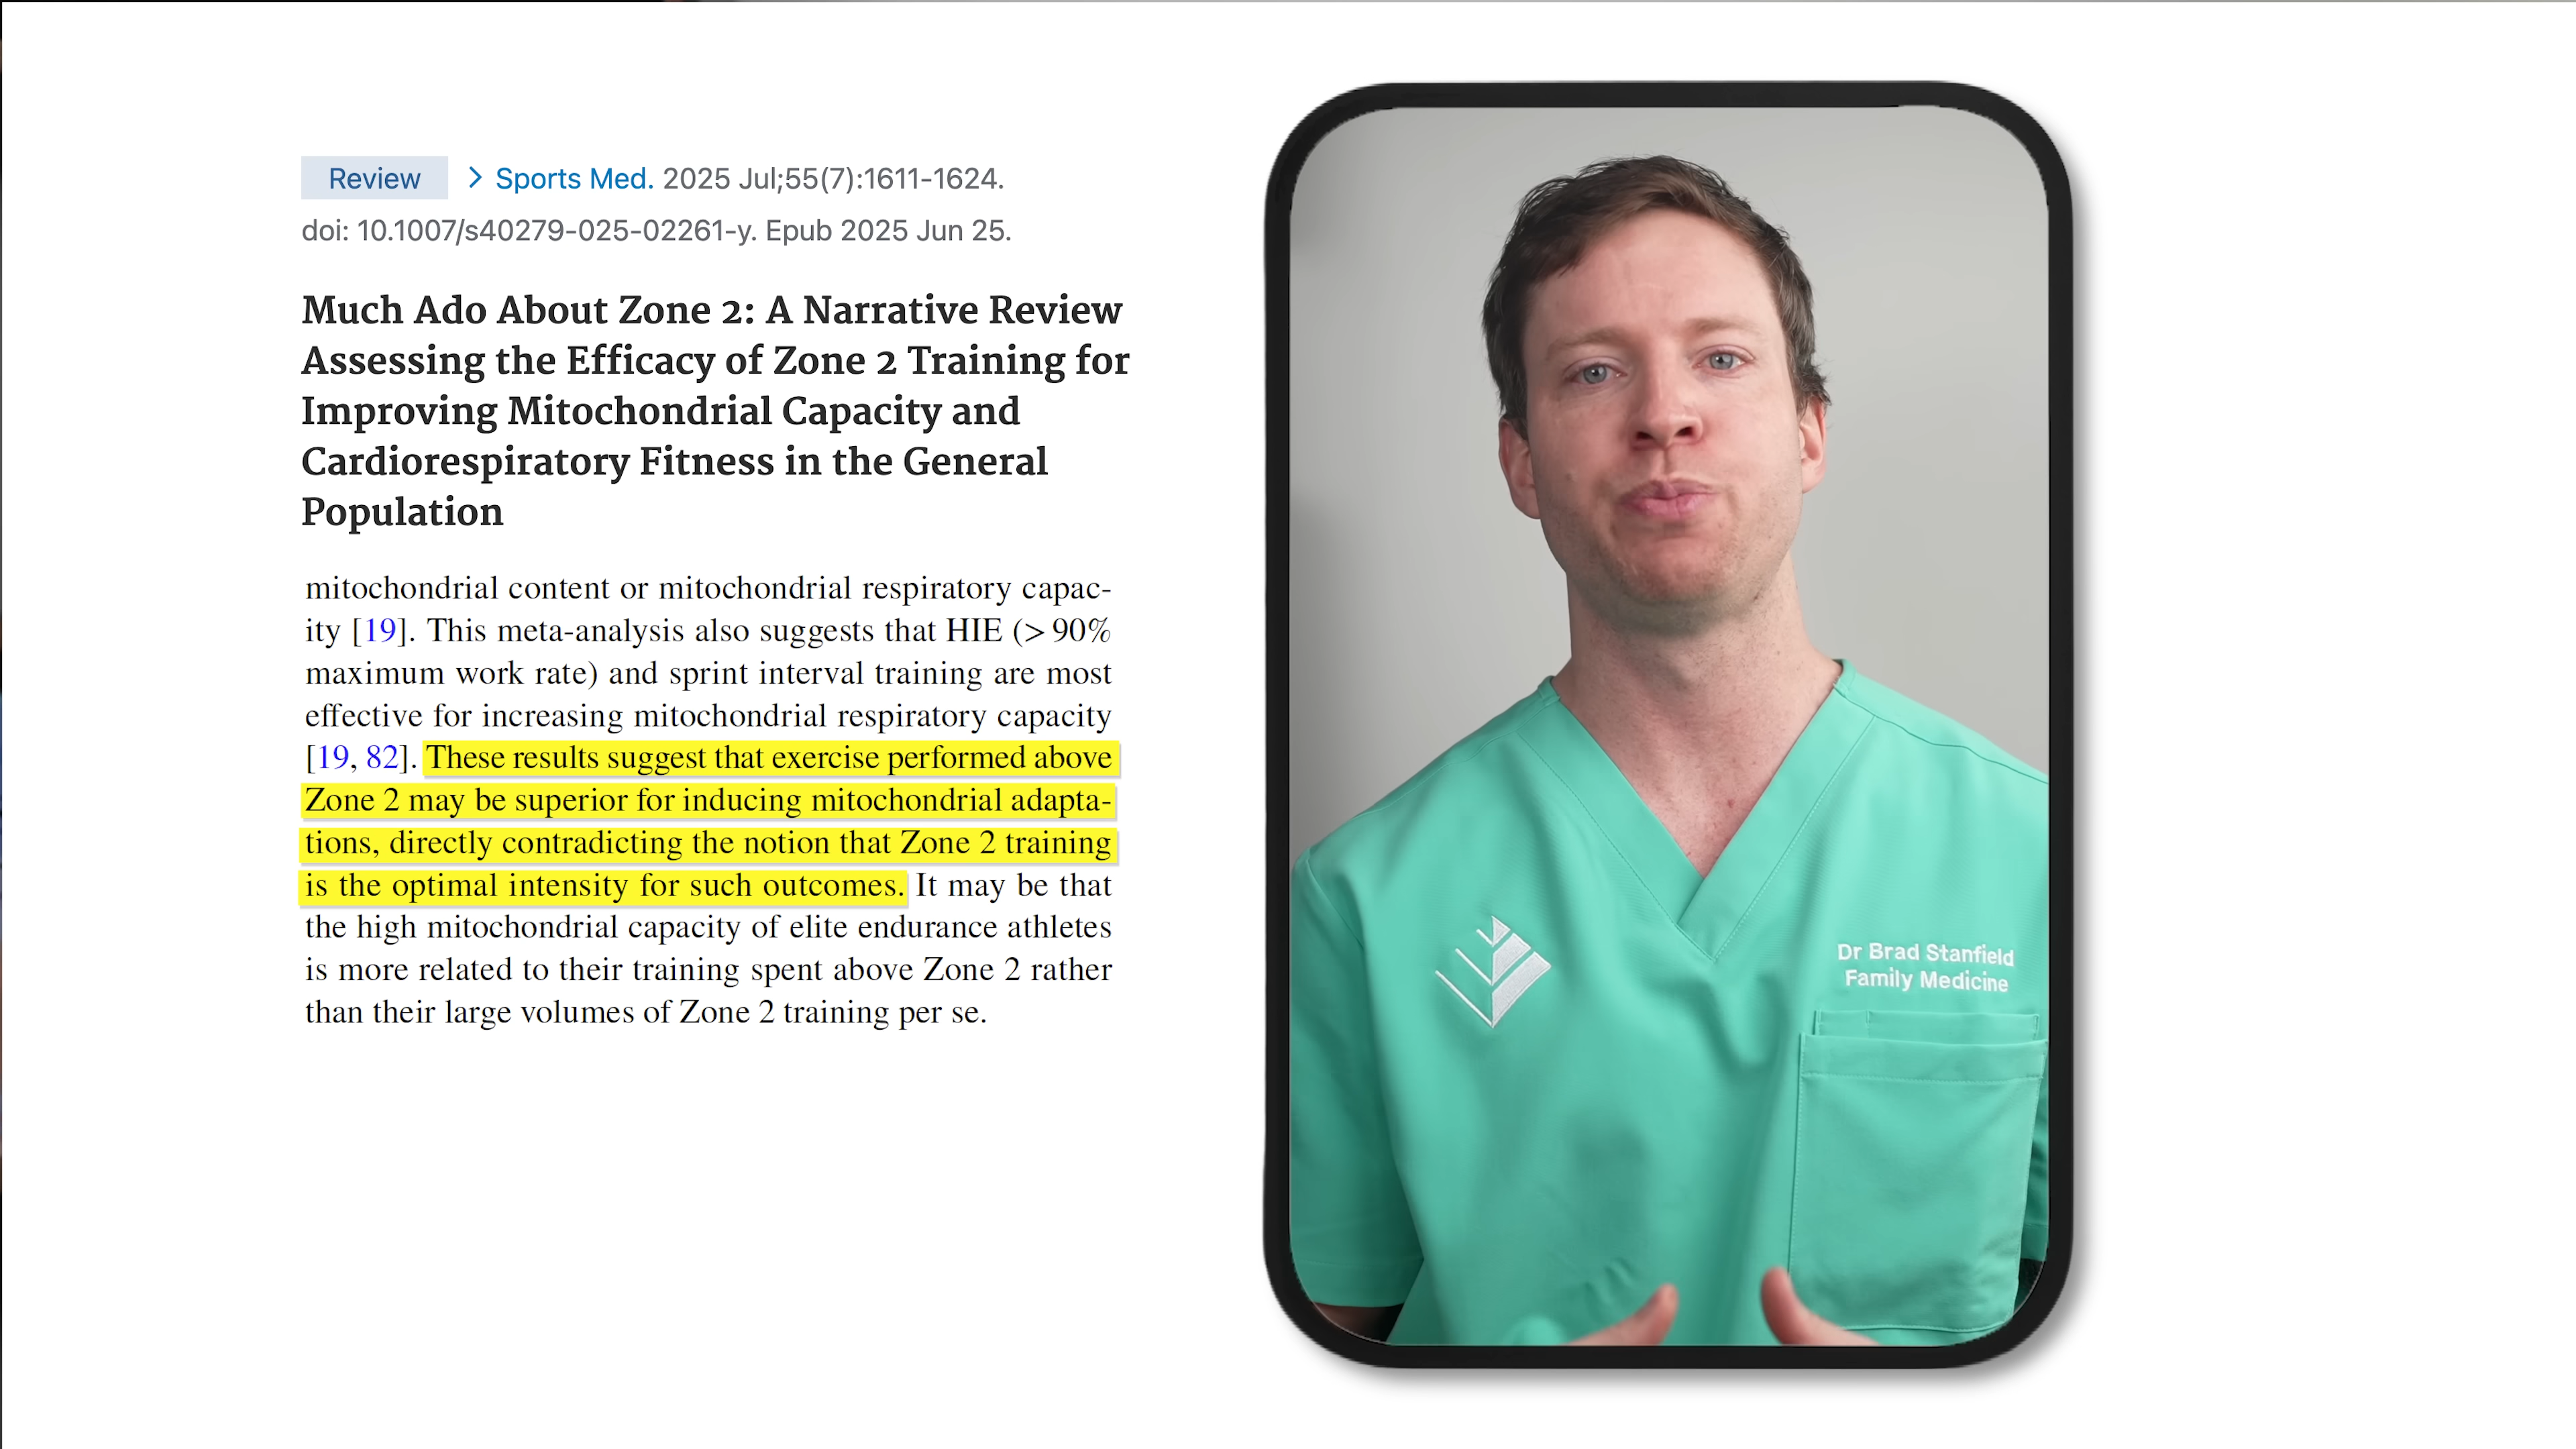 Review > Sports Med. 2025 Jul;55(7):1611-1624.
doi: 10.1007/s40279-025-02261-y. Epub 2025 Jun 25.
Much Ado About Zone 2: A Narrative Review
Assessing the Efficacy of Zone 2 Training for
Improving Mitochondrial Capacity and
Cardiorespiratory Fitness in the General
Population
mitochondrial content or mitochondrial respiratory capac-
ity [19]. This meta-analysis also suggests that HIE (> 90%
maximum work rate) and sprint interval training are most
effective for increasing mitochondrial respiratory capacity
[19, 82]. These results suggest that exercise performed above
Zone 2 may be superior for inducing mitochondrial adapta-
tions, directly contradicting the notion that Zone 2 training
is the optimal intensity for such outcomes. It may be that
the high mitochondrial capacity of elite endurance athletes
is more related to their training spent above Zone 2 rather
than their large volumes of Zone 2 training per se.
Dr Brad Stanfield
Family Medicine